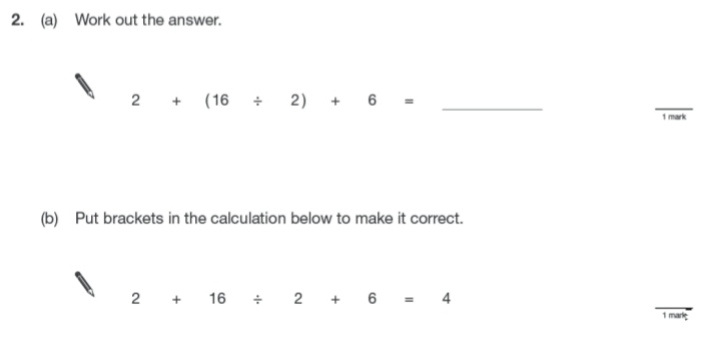 2. (a) Work out the answer.
2 + (16 ÷ 2) + 6 = ________
1 mark
(b) Put brackets in the calculation below to make it correct.
2 + 16 ÷ 2 + 6 = 4
1 mark